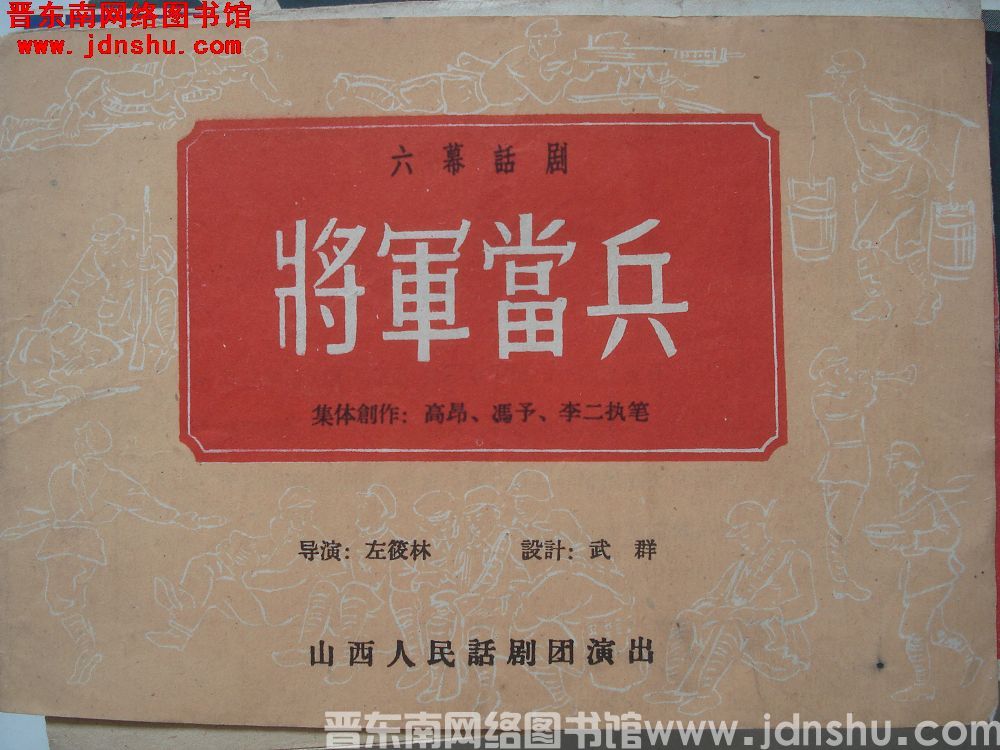 晋东南网络图书馆
www.jdnshu.com
六幕話剧
將軍當兵
集体創作：高昂、馮予、李二执笔
导演：左筱林 設計：武 群
山西人民話剧团演出
晋东南网络图书馆 www.jdnshu.com